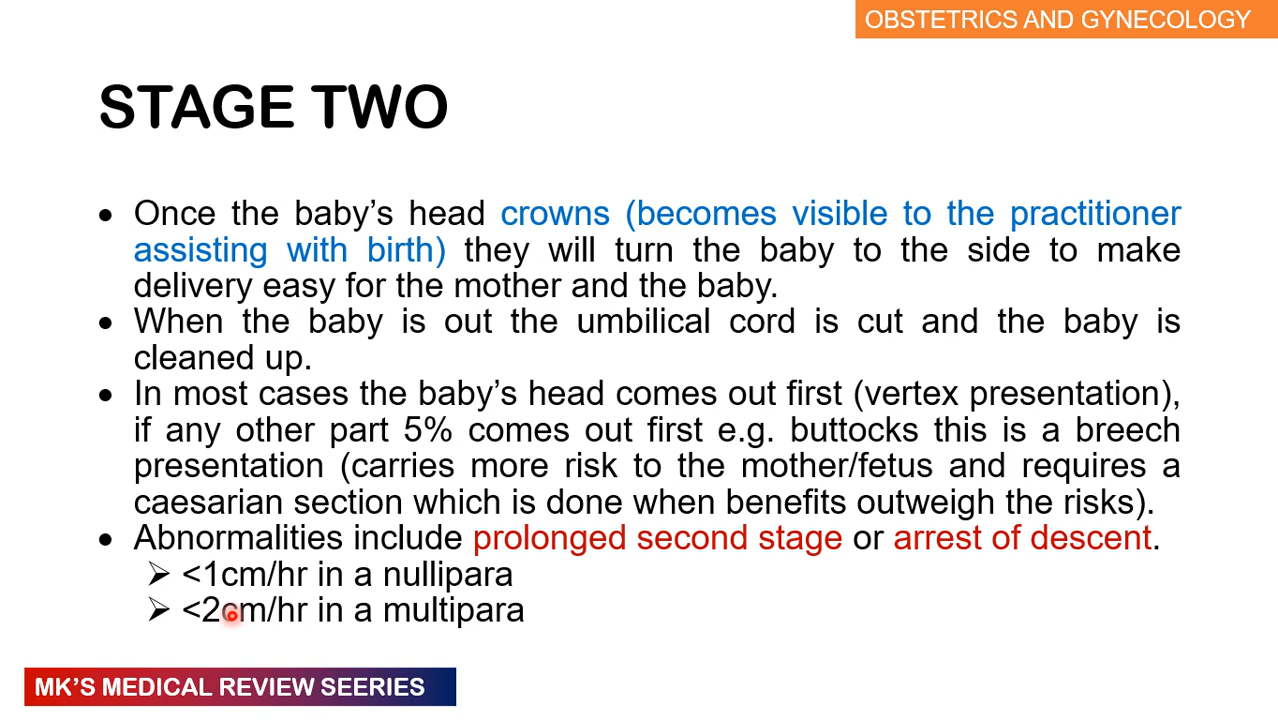 OBSTETRICS AND GYNECOLOGY
STAGE TWO
• Once the baby's head crowns (becomes visible to the practitioner
assisting with birth) they will turn the baby to the side to make
delivery easy for the mother and the baby.
• When the baby is out the umbilical cord is cut and the baby is
cleaned up.
• In most cases the baby's head comes out first (vertex presentation),
if any other part 5% comes out first e.g. buttocks this is a breech
presentation (carries more risk to the mother/fetus and requires a
caesarian section which is done when benefits outweigh the risks).
• Abnormalities include prolonged second stage or arrest of descent.
➢ <1cm/hr in a nullipara
➢ <2cm/hr in a multipara
MK'S MEDICAL REVIEW SEERIES